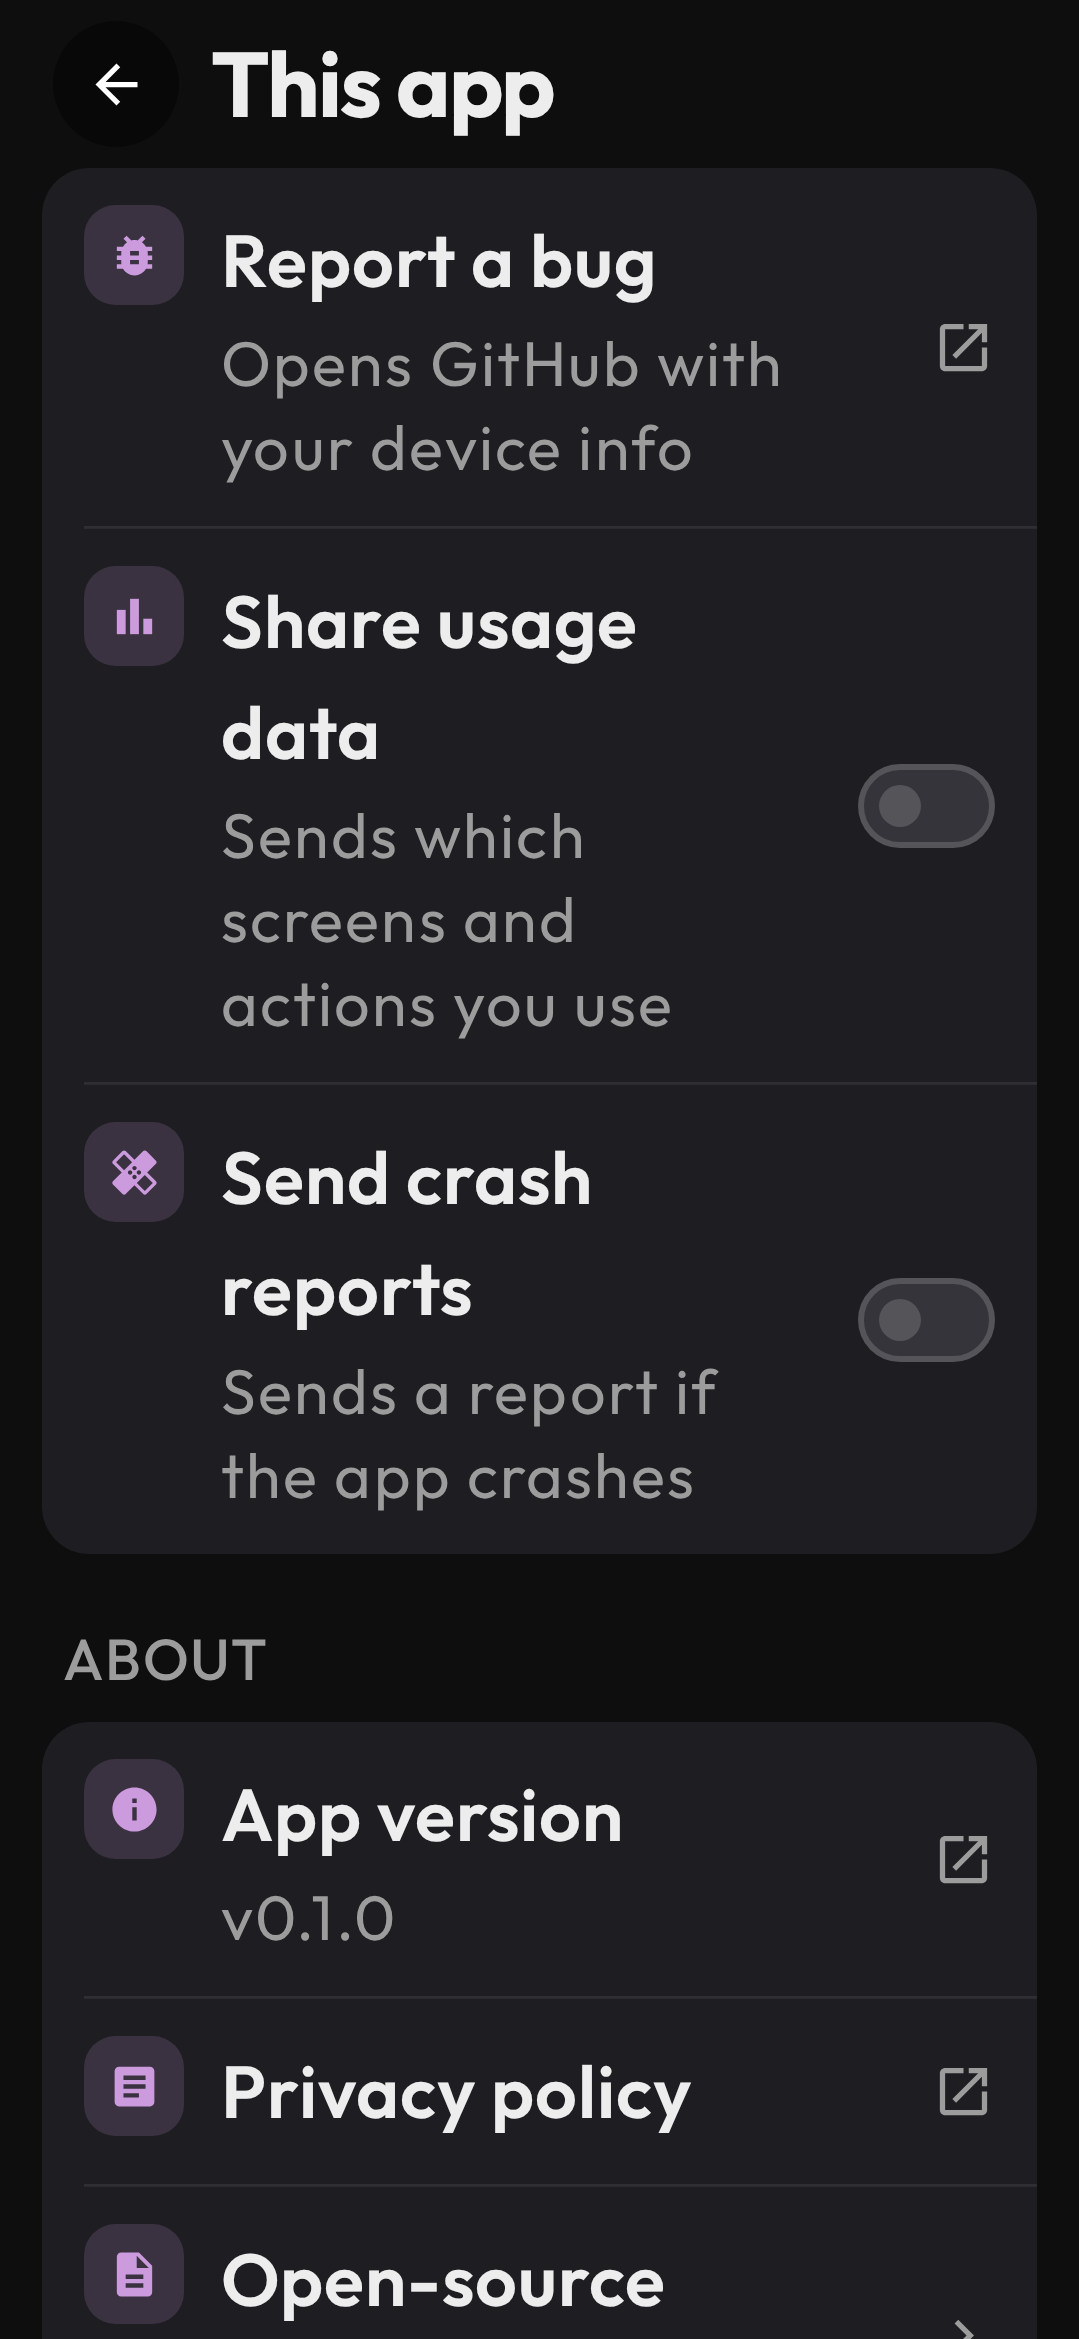 This app
Report a bug
Opens GitHub with
your device info
Share usage
data
Sends which
screens and
actions you use
Send crash
reports
Sends a report if
the app crashes
ABOUT
App version
v0.1.0
Privacy policy
Open-source